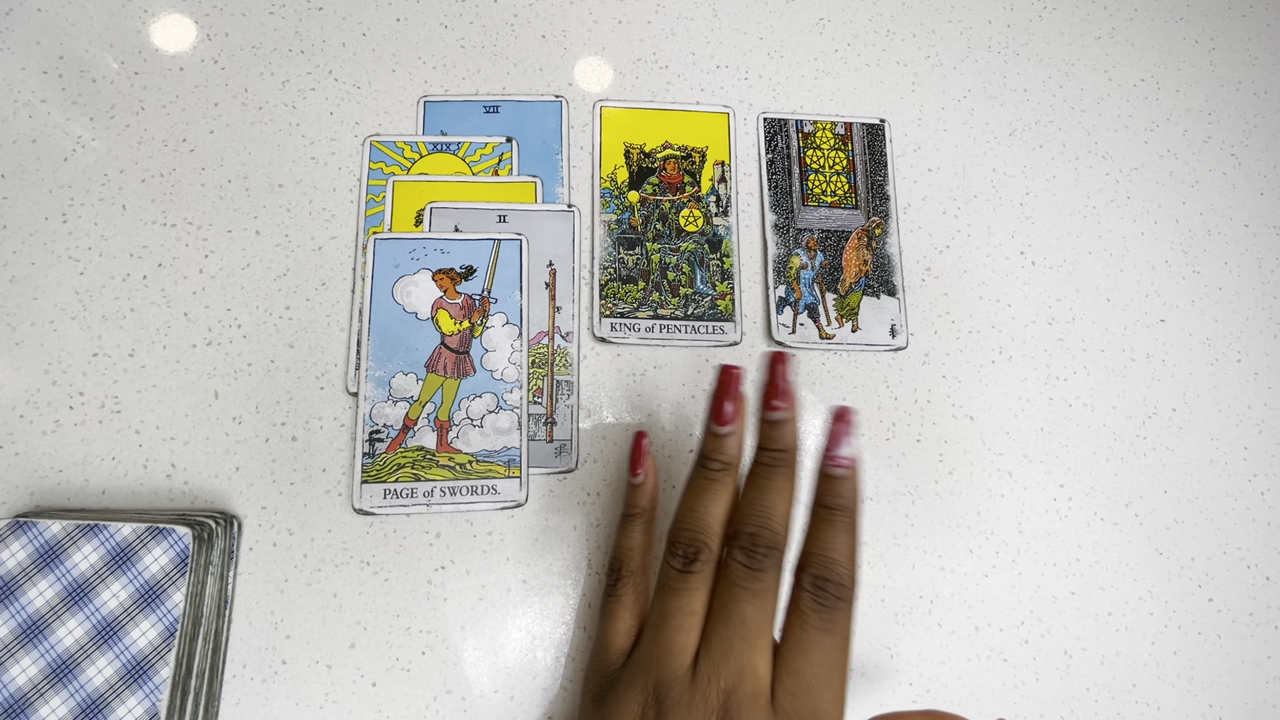 VII
XIX
II
PAGE of SWORDS.
KING of PENTACLES.